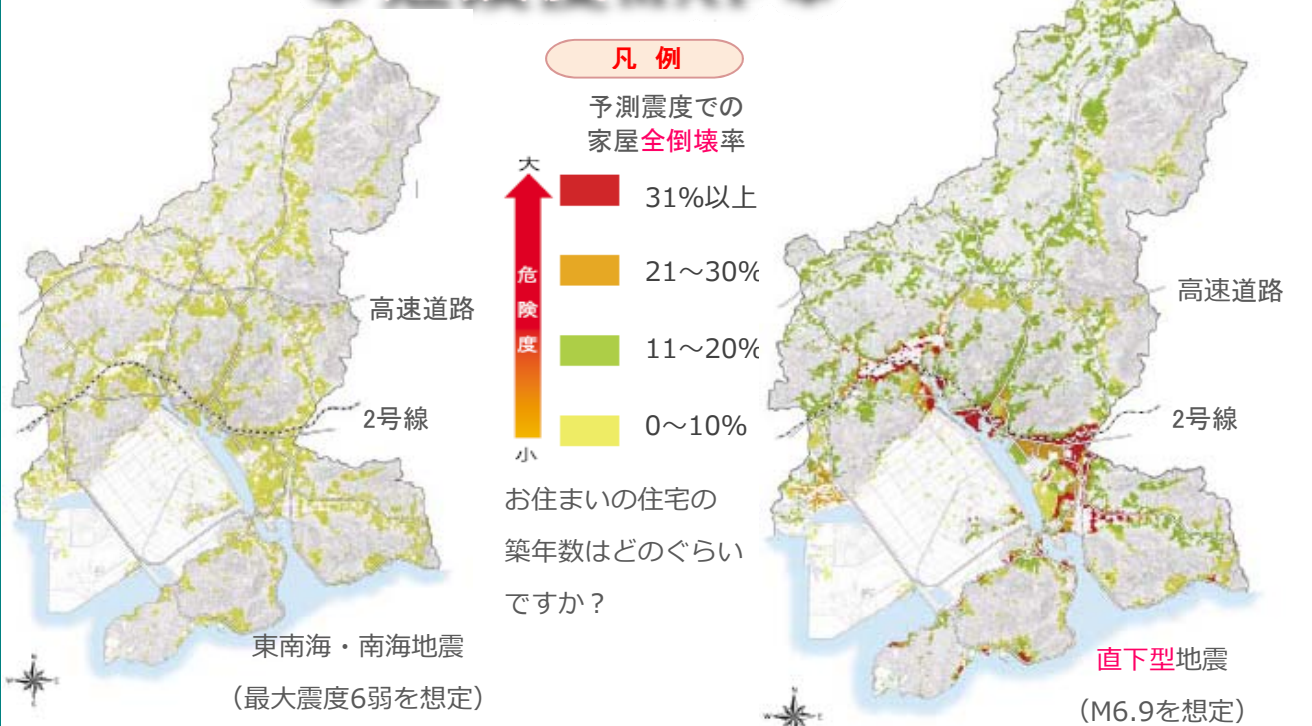 凡 例
予測震度での
家屋全倒壊率
大
危険度
小
31%以上
21～30%
11～20%
0～10%
お住まいの住宅の
築年数はどのぐらい
ですか？
高速道路
2号線
東南海・南海地震
（最大震度6弱を想定）
高速道路
2号線
直下型地震
（M6.9を想定）